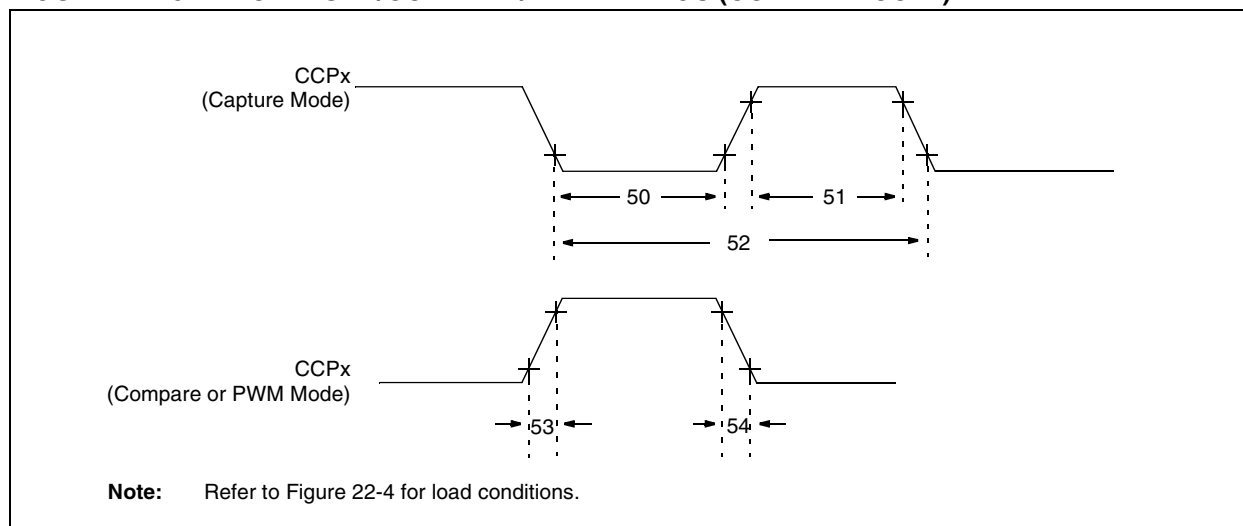 CCPx
(Capture Mode)
50
51
52
CCPx
(Compare or PWM Mode)
53
54
Note: Refer to Figure 22-4 for load conditions.